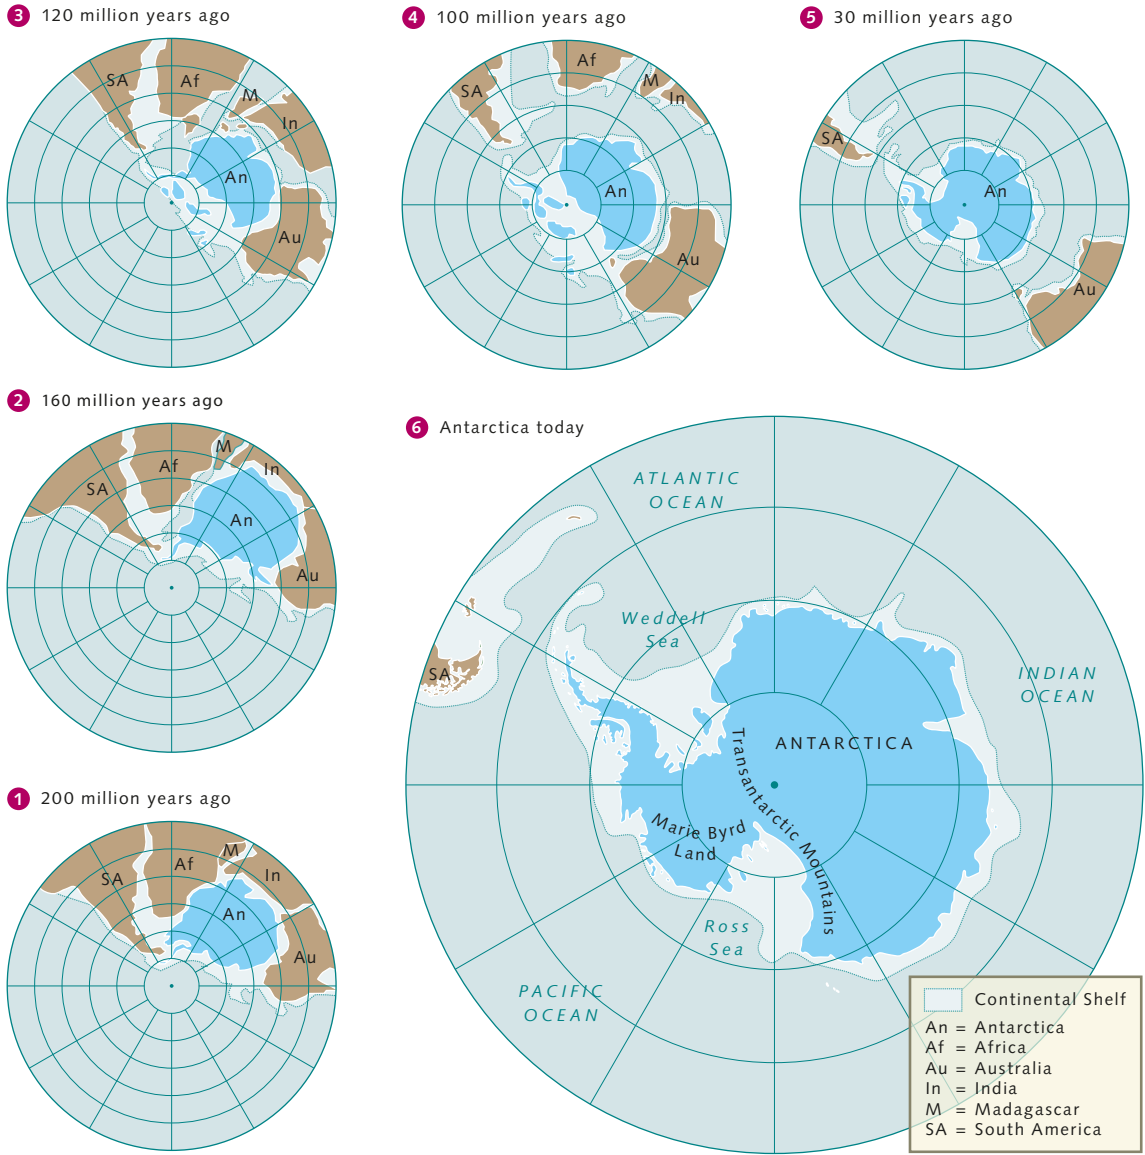 3 120 million years ago
SA
Af
M
In
An
Au
4 100 million years ago
SA
Af
M
In
An
Au
5 30 million years ago
SA
An
Au
2 160 million years ago
SA
Af
M
In
An
Au
1 200 million years ago
SA
Af
M
In
An
Au
6 Antarctica today
ATLANTIC
OCEAN
Weddell
Sea
SA
INDIAN
OCEAN
ANTARCTICA
Transantarctic Mountains
Marie Byrd
Land
Ross
Sea
PACIFIC
OCEAN
Continental Shelf
An = Antarctica
Af = Africa
Au = Australia
In = India
M = Madagascar
SA = South America